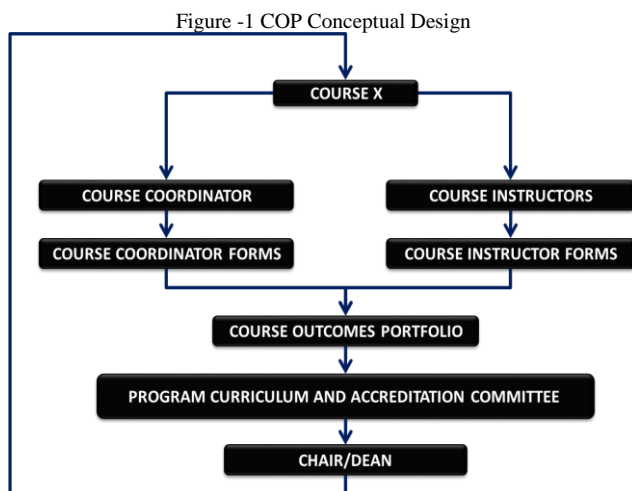 Figure -1 COP Conceptual Design
COURSE X
COURSE COORDINATOR
COURSE INSTRUCTORS
COURSE COORDINATOR FORMS
COURSE INSTRUCTOR FORMS
COURSE OUTCOMES PORTFOLIO
PROGRAM CURRICULUM AND ACCREDITATION COMMITTEE
CHAIR/DEAN